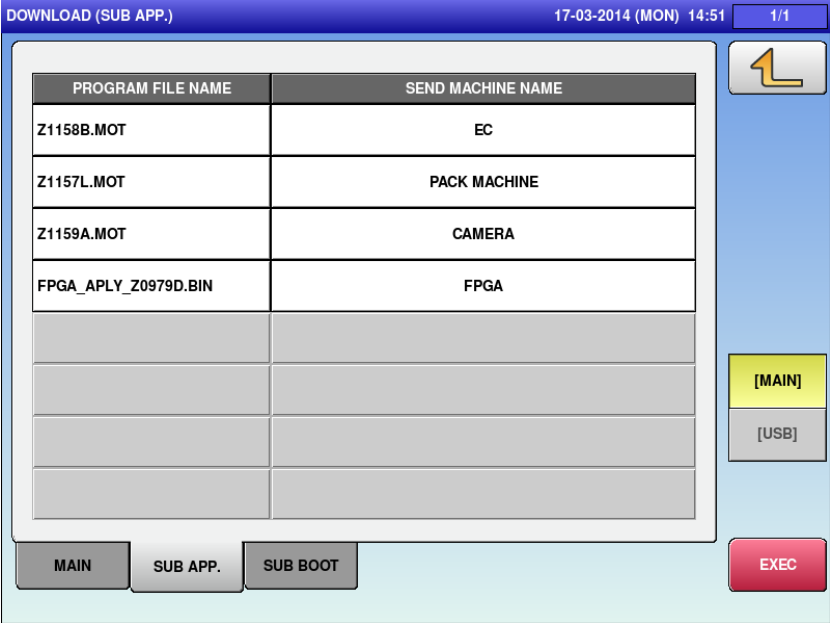 DOWNLOAD (SUB APP.) 17-03-2014 (MON) 14:51 1/1
PROGRAM FILE NAME SEND MACHINE NAME
Z1158B.MOT EC
Z1157L.MOT PACK MACHINE
Z1159A.MOT CAMERA
FPGA_APLY_Z0979D.BIN FPGA
[MAIN]
[USB]
MAIN SUB APP. SUB BOOT EXEC